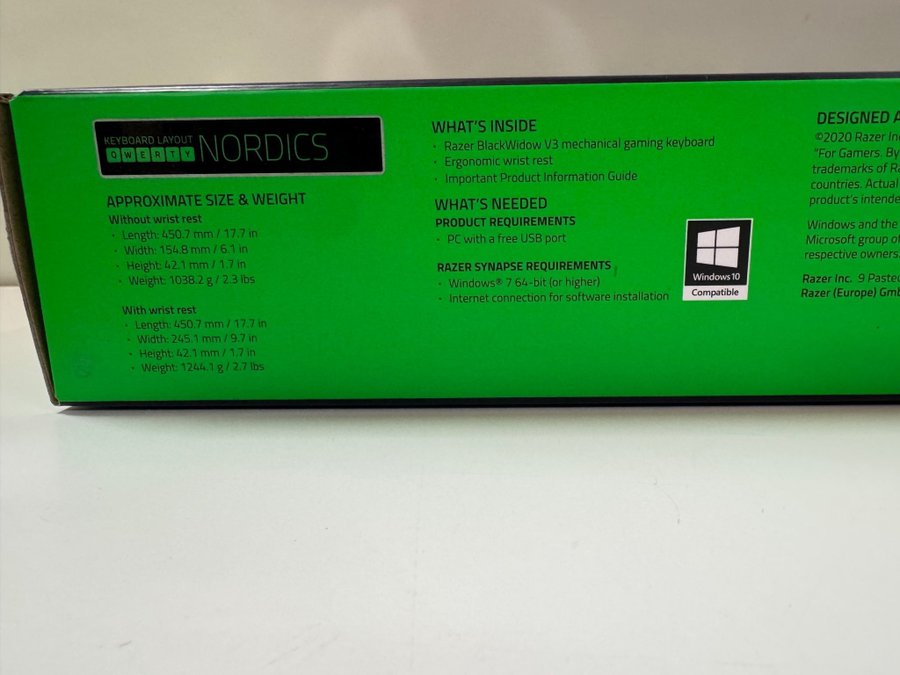 KEYBOARD LAYOUT
QWERTY NORDICS
APPROXIMATE SIZE & WEIGHT
Without wrist rest
• Length: 450.7 mm / 17.7 in
• Width: 154.8 mm / 6.1 in
• Height: 42.1 mm / 1.7 in
• Weight: 1038.2 g / 2.3 lbs
With wrist rest
• Length: 450.7 mm / 17.7 in
• Width: 245.1 mm / 9.7 in
• Height: 42.1 mm / 1.7 in
• Weight: 1244.1 g / 2.7 lbs
WHAT'S INSIDE
• Razer BlackWidow V3 mechanical gaming keyboard
• Ergonomic wrist rest
• Important Product Information Guide
WHAT'S NEEDED
PRODUCT REQUIREMENTS
• PC with a free USB port
RAZER SYNAPSE REQUIREMENTS
• Windows® 7 64-bit (or higher)
• Internet connection for software installation
Windows 10
Compatible
DESIGNED
©2020 Razer
"For Gamers. By
trademarks of
countries. Actual
product's
Windows and the
Microsoft group of
respective owners.
Razer Inc. 9
Razer (Europe)